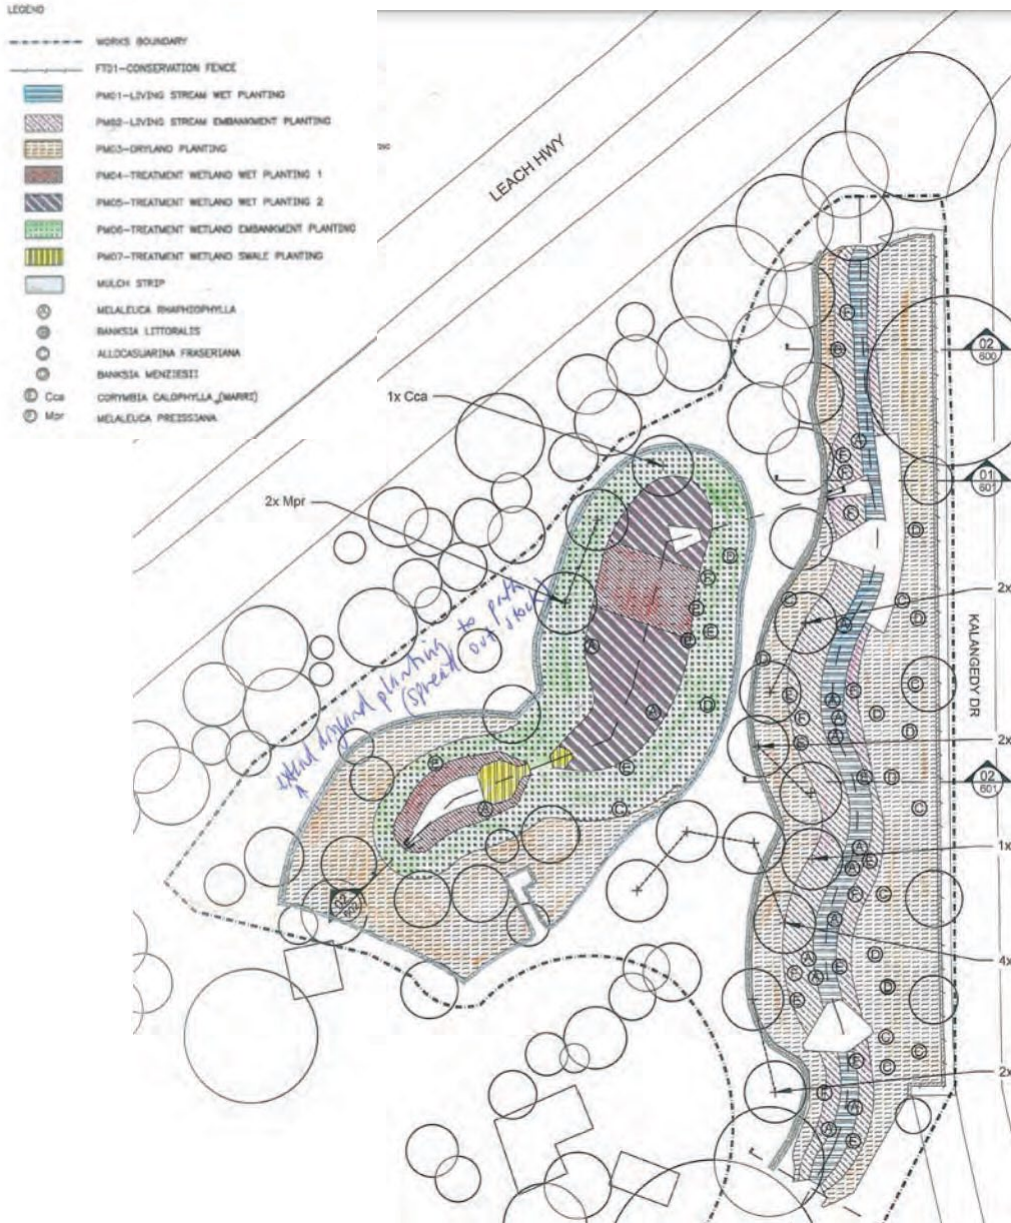 LEGEND
WORKS BOUNDARY
FT01-CONSERVATION FENCE
PM01-LIVING STREAM WET PLANTING
PM02-LIVING STREAM EMBANKMENT PLANTING
PM03-DRYLAND PLANTING
PM04-TREATMENT WETLAND WET PLANTING 1
PM05-TREATMENT WETLAND WET PLANTING 2
PM06-TREATMENT WETLAND EMBANKMENT PLANTING
PM07-TREATMENT WETLAND SWALE PLANTING
MULCH STRIP
A MELALEUCA RHAPHIOPHYLLA
B BANKSIA LITTORALIS
C ALLOCASUARINA FRASERIANA
D BANKSIA MENZIESII
E Cca CORYMBIA CALOPHYLLA (MARRI)
F Mpr MELALEUCA PREISSIANA
LEACH HWY
02
600
1x Cca
01
601
2x Mpr
2x
extend dryland planting to path
(spread out stock)
KALANGEDY DR
2x
02
601
1x
02
4x
2x